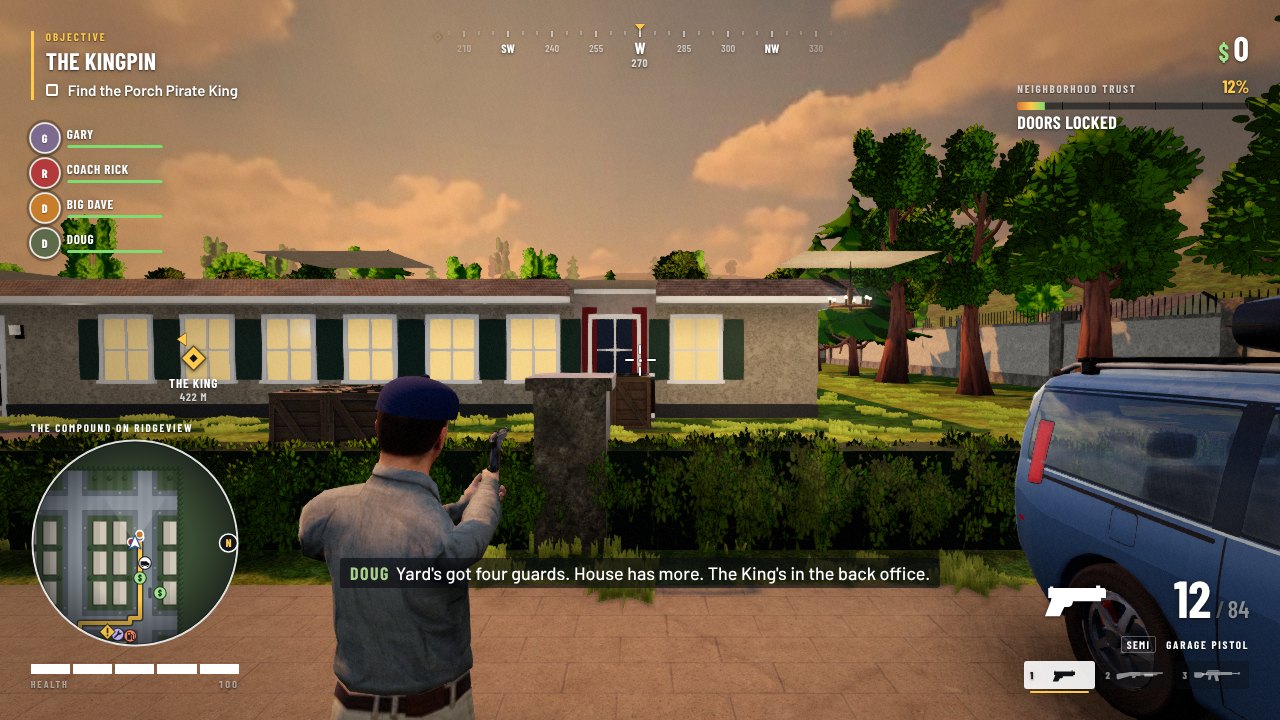 OBJECTIVE
THE KINGPIN
Find the Porch Pirate King
G GARY
R COACH RICK
D BIG DAVE
D DOUG
210 SW 240 255 W 285 300 NW 330
270
$ 0
NEIGHBORHOOD TRUST 12%
DOORS LOCKED
THE KING
422 M
THE COMPOUND ON RIDGEVIEW
N
$
$
!
HEALTH 100
DOUG Yard's got four guards. House has more. The King's in the back office.
12 / 84
SEMI GARAGE PISTOL
1 2 3